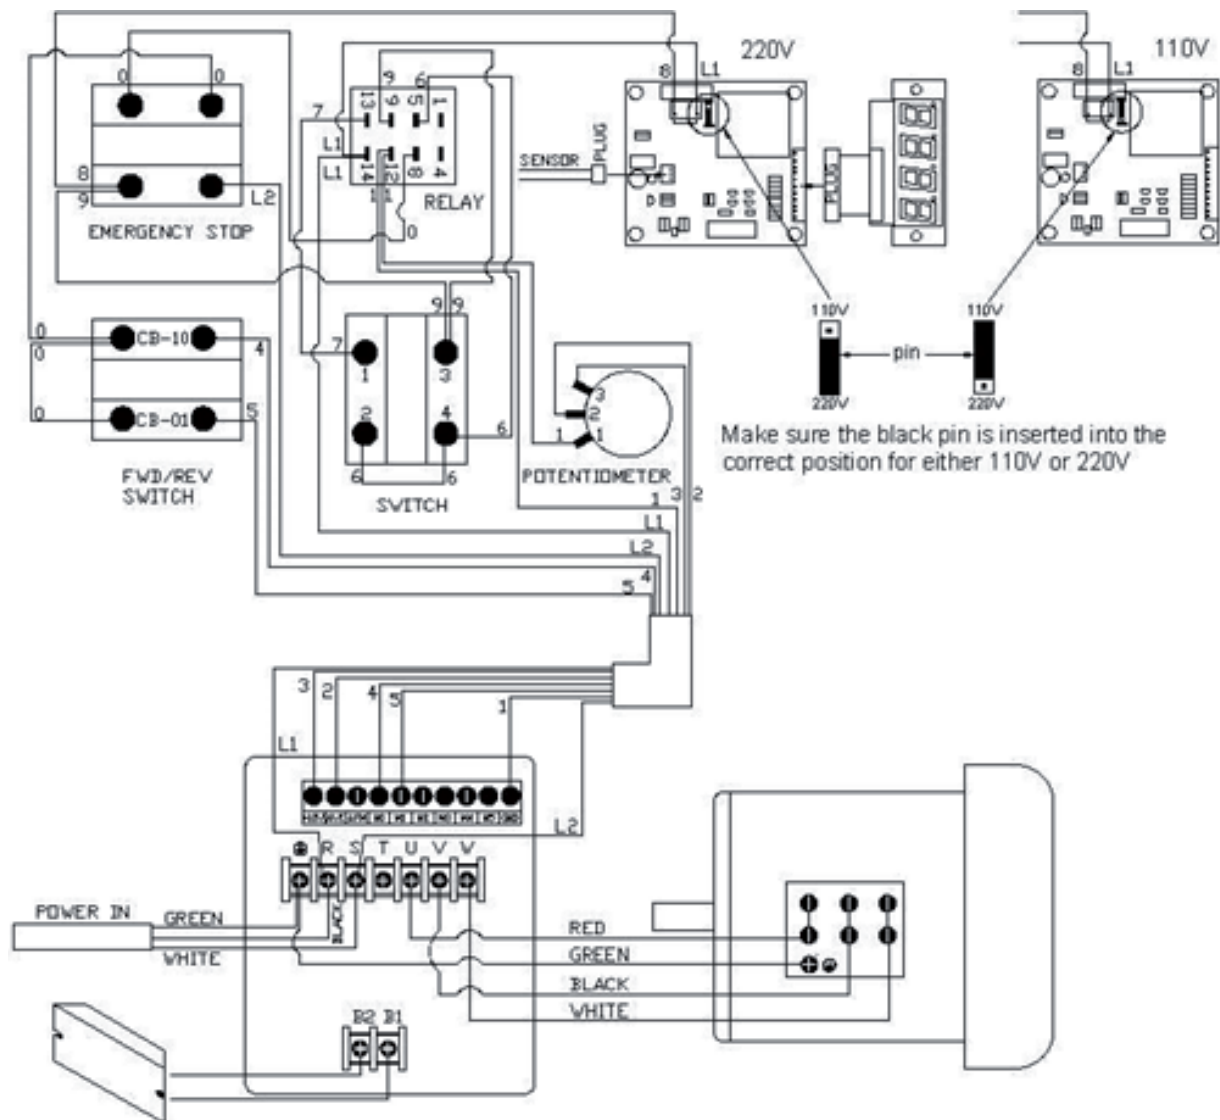 220V
110V
8 L1
8 L1
0 0
9 6
7
13 9 5 1
L1
L1
14 12 8 4
1
RELAY
0
SENSOR
PLUG
PLUG
8
9
L2
EMERGENCY STOP
110V
220V
pin
110V
220V
Make sure the black pin is inserted into the
correct position for either 110V or 220V
0
0
CB-10
4
0
CB-01
5
FWD/REV
SWITCH
9 9
7
1 3
2 4
6
6 6
SWITCH
3
2
1
1
POTENTIOMETER
1 3 2
L1
L2
4
5
3 2 4 5 1
L1
L2
R S T U V W
POWER IN
GREEN
BLACK
WHITE
RED
GREEN
BLACK
WHITE
B2 B1